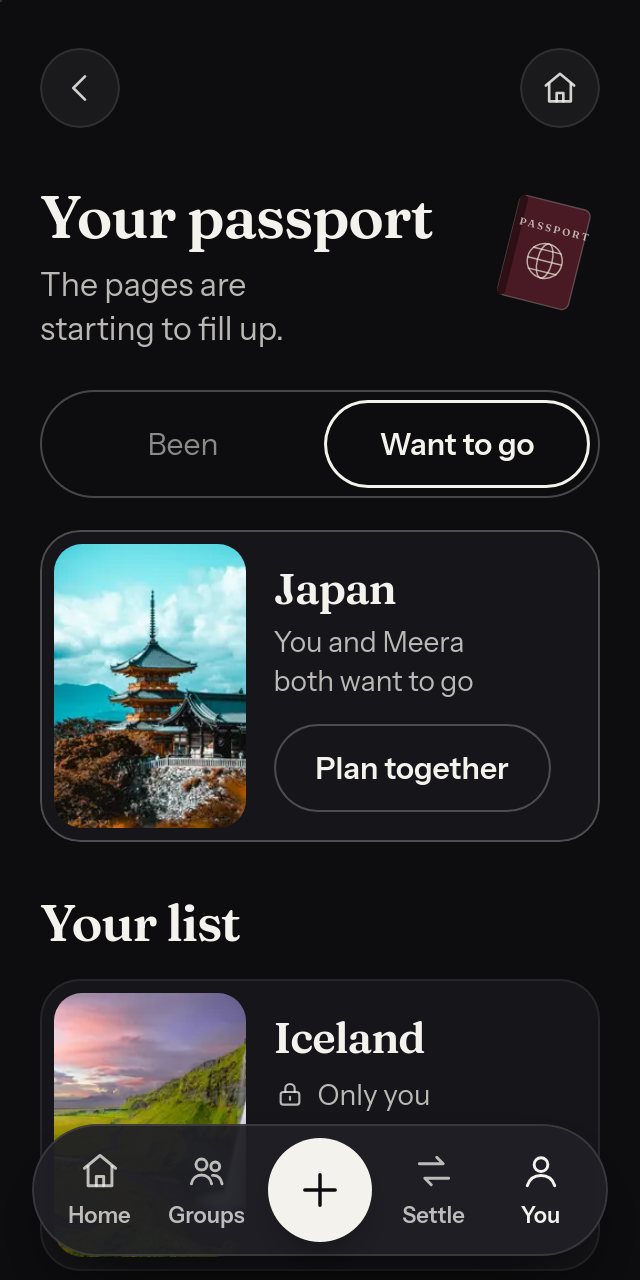 Your passport
PASSPORT
The pages are
starting to fill up.
Been
Want to go
Japan
You and Meera
both want to go
Plan together
Your list
Iceland
Only you
Home
Groups
Settle
You